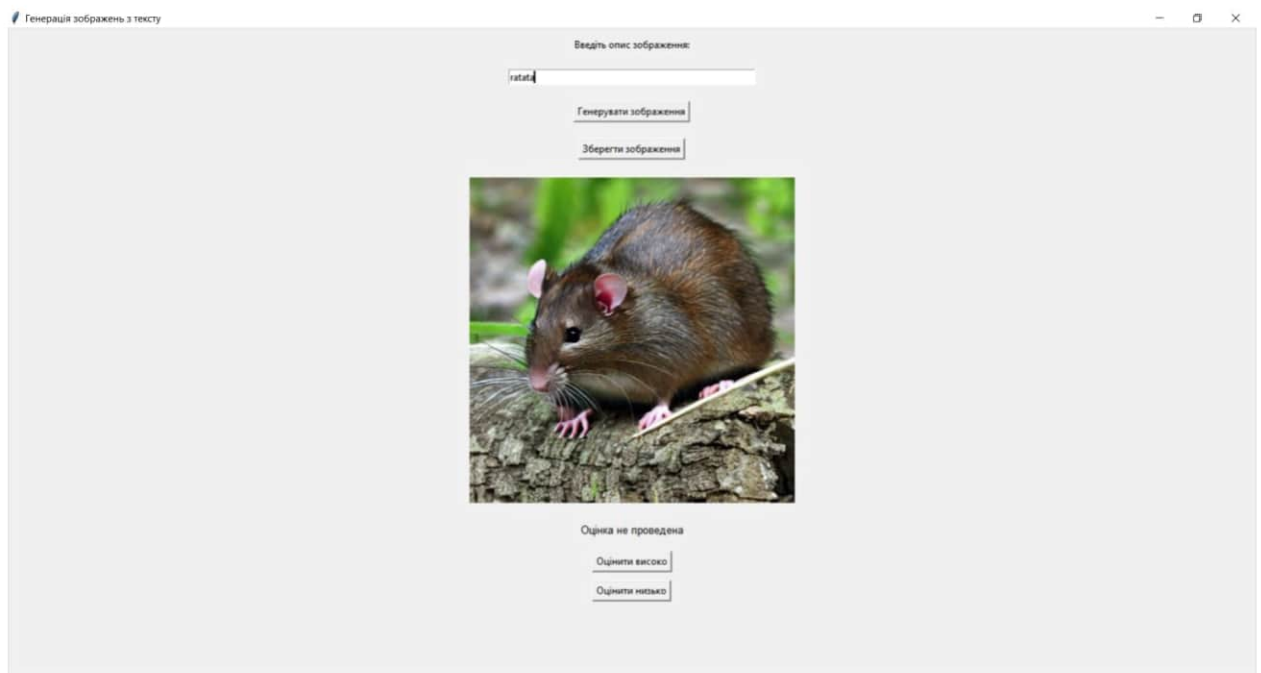 Генерація зображень з тексту
Введіть опис зображення:
ratata
Генерувати зображення
Зберегти зображення
Оцінка не проведена
Оцінити високо
Оцінити низько